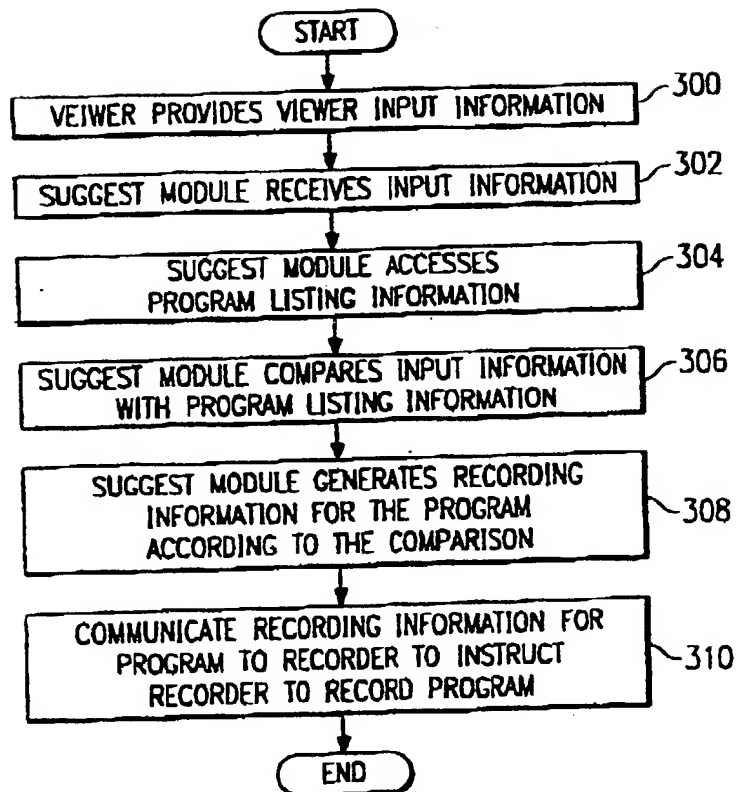 START
VEIWER PROVIDES VIEWER INPUT INFORMATION
300
SUGGEST MODULE RECEIVES INPUT INFORMATION
302
SUGGEST MODULE ACCESSES
PROGRAM LISTING INFORMATION
304
SUGGEST MODULE COMPARES INPUT INFORMATION
WITH PROGRAM LISTING INFORMATION
306
SUGGEST MODULE GENERATES RECORDING
INFORMATION FOR THE PROGRAM
ACCORDING TO THE COMPARISON
308
COMMUNICATE RECORDING INFORMATION FOR
PROGRAM TO RECORDER TO INSTRUCT
RECORDER TO RECORD PROGRAM
310
END